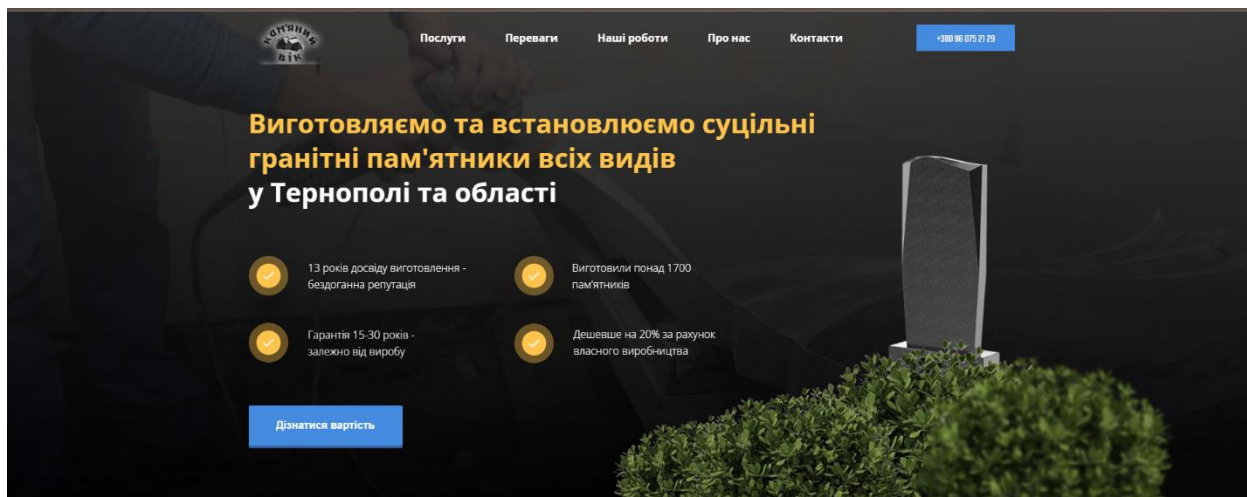 кам'яний
вік
Послуги
Переваги
Наші роботи
Про нас
Контакти
+380 96 075 21 29
Виготовляємо та встановлюємо суцільні
гранітні пам'ятники всіх видів
у Тернополі та області
13 років досвіду виготовлення -
бездоганна репутація
Виготовили понад 1700
пам'ятників
Гарантія 15-30 років -
залежно від виробу
Дешевше на 20% за рахунок
власного виробництва
Дізнатися вартість